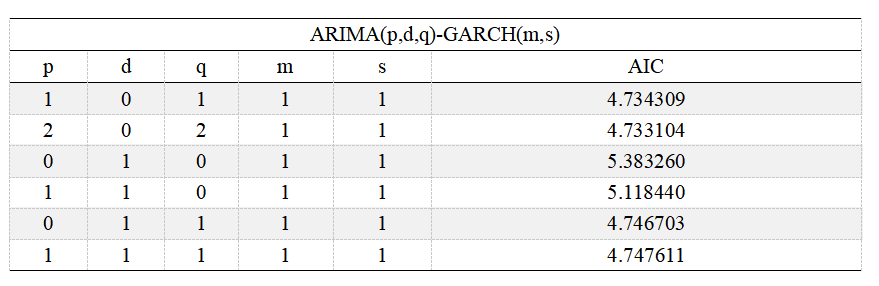 ARIMA(p,d,q)-GARCH(m,s)
p d q m s AIC
1 0 1 1 1 4.734309
2 0 2 1 1 4.733104
0 1 0 1 1 5.383260
1 1 0 1 1 5.118440
0 1 1 1 1 4.746703
1 1 1 1 1 4.747611